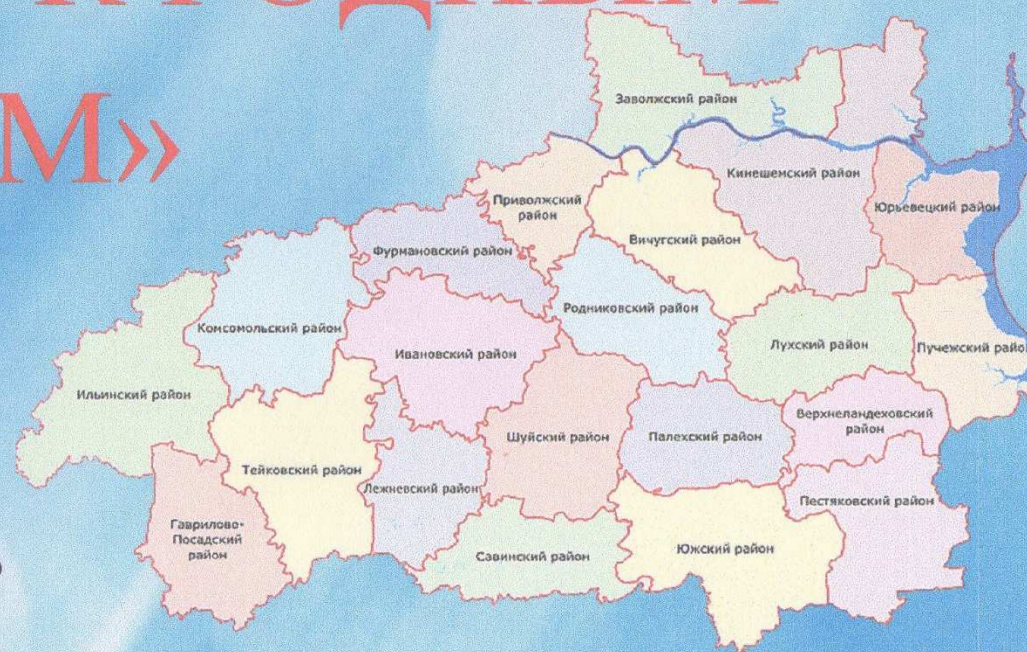 К РОДНЫМ
М»
Заволжский район
Кинешемский район
Приволжский
район
Юрьевецкий район
Вичугский район
Фурмановский район
Родниковский район
Комсомольский район
Ивановский район
Лухский район
Пучежский район
Ильинский район
Верхнеландеховский
район
Шуйский район
Палехский район
Тейковский район
Лежневский район
Пестяковский район
Гаврилово-
Посадский
район
Савинский район
Южский район